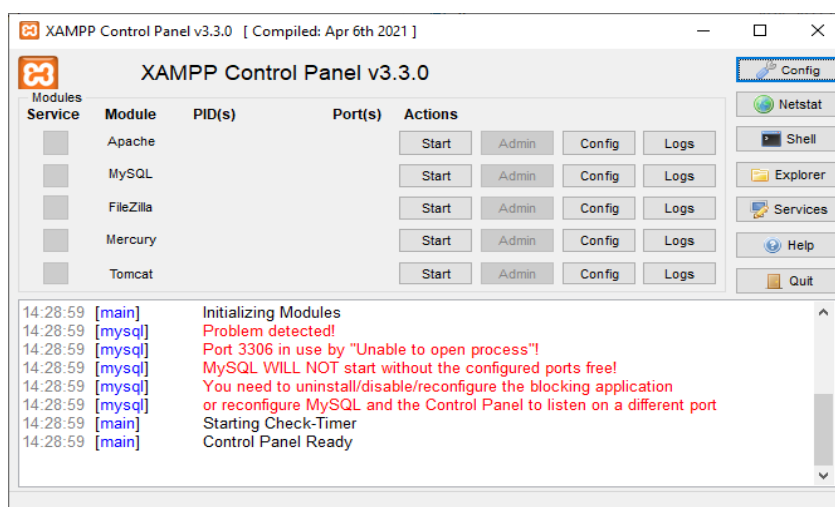 XAMPP Control Panel v3.3.0 [ Compiled: Apr 6th 2021 ]
XAMPP Control Panel v3.3.0
Config
Modules
Service Module PID(s) Port(s) Actions
Netstat
Apache Start Admin Config Logs
Shell
MySQL Start Admin Config Logs
Explorer
FileZilla Start Admin Config Logs
Services
Mercury Start Admin Config Logs
Help
Tomcat Start Admin Config Logs
Quit
14:28:59 [main] Initializing Modules
14:28:59 [mysql] Problem detected!
14:28:59 [mysql] Port 3306 in use by "Unable to open process"!
14:28:59 [mysql] MySQL WILL NOT start without the configured ports free!
14:28:59 [mysql] You need to uninstall/disable/reconfigure the blocking application
14:28:59 [mysql] or reconfigure MySQL and the Control Panel to listen on a different port
14:28:59 [main] Starting Check-Timer
14:28:59 [main] Control Panel Ready